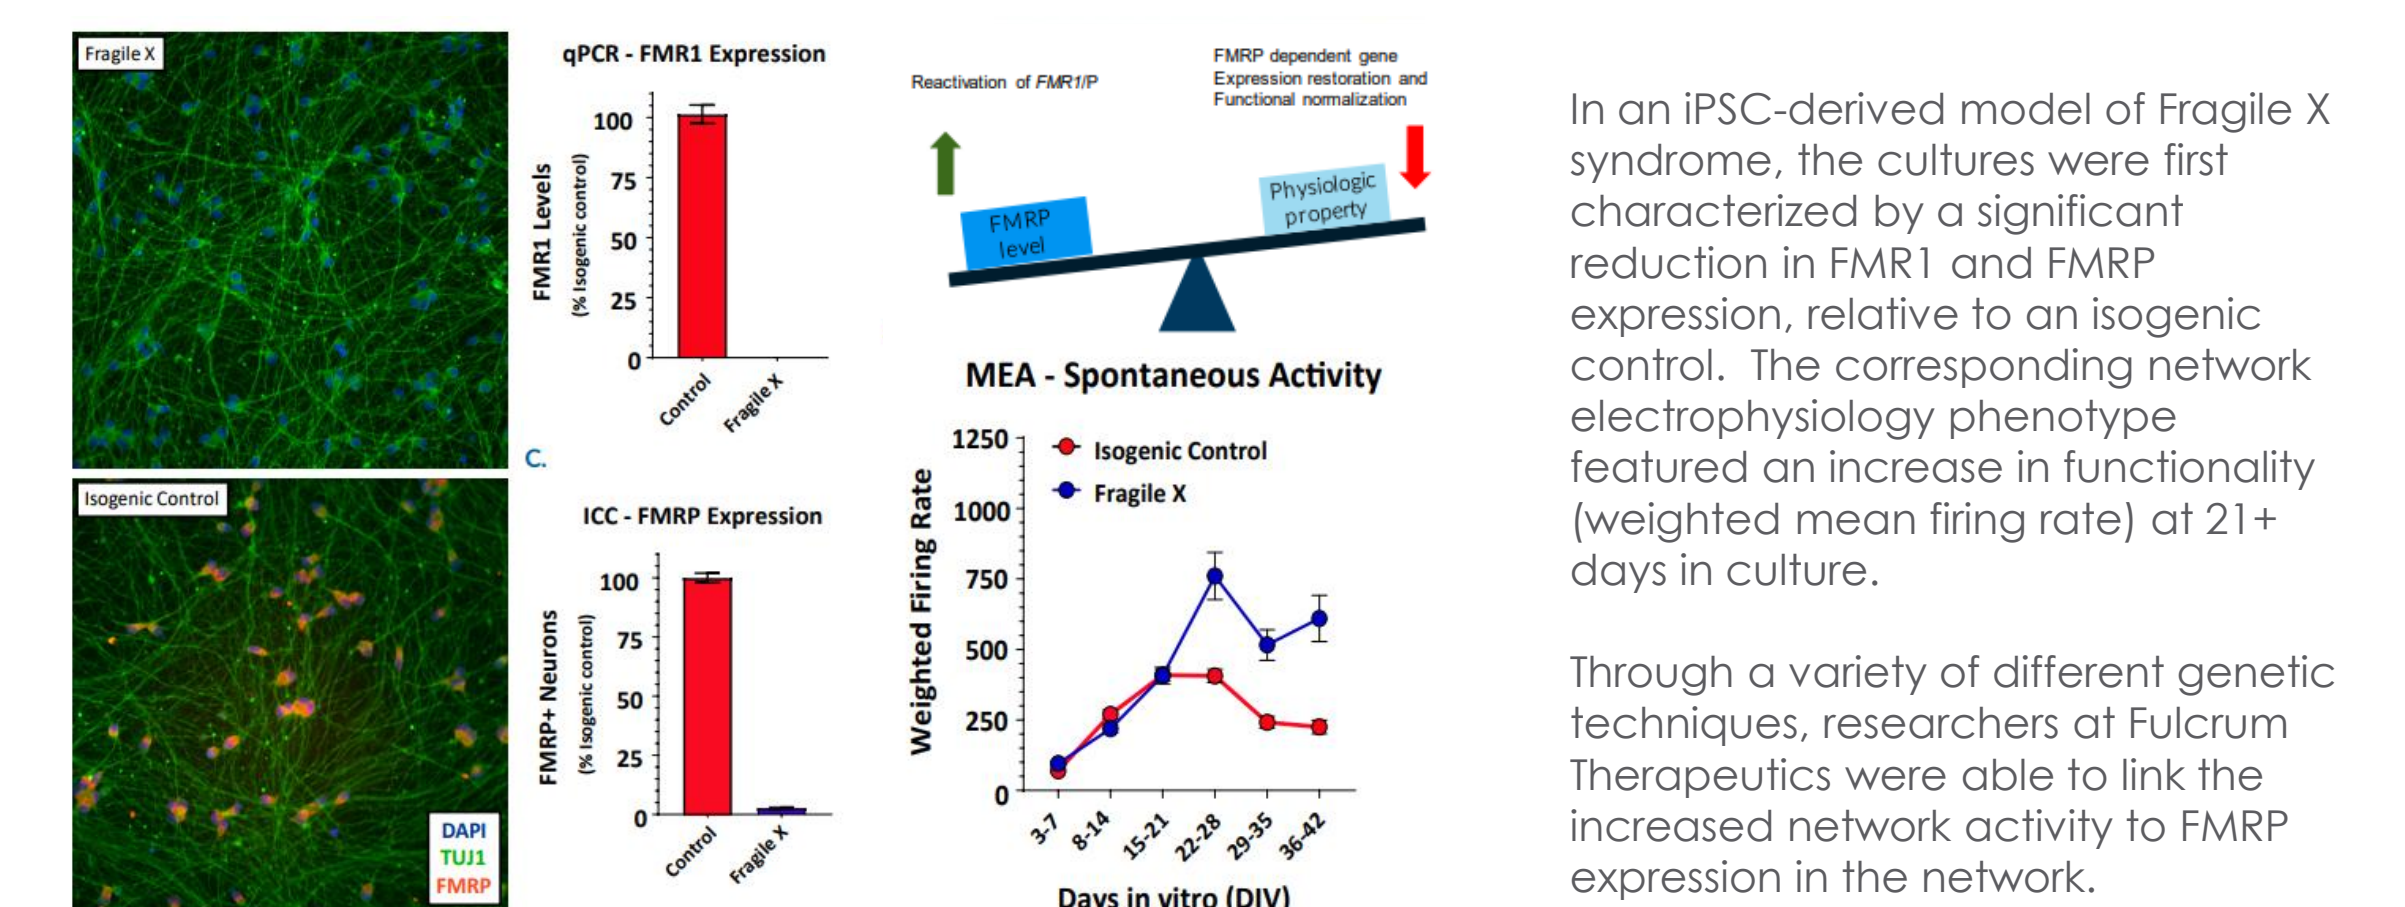 Fragile X
Isogenic Control
DAPI
TUJ1
FMRP
qPCR - FMR1 Expression
FMR1 Levels
(% Isogenic control)
100
75
50
25
0
Control
Fragile X
C.
ICC - FMRP Expression
FMRP+ Neurons
(% Isogenic control)
100
75
50
25
0
Control
Fragile X
Reactivation of FMR1/P
FMRP dependent gene
Expression restoration and
Functional normalization
FMRP
level
Physiologic
property
MEA - Spontaneous Activity
Weighted Firing Rate
1250
1000
750
500
250
0
Isogenic Control
Fragile X
3-7
8-14
15-21
22-28
29-35
36-42
Days in vitro (DIV)
In an iPSC-derived model of Fragile X
syndrome, the cultures were first
characterized by a significant
reduction in FMR1 and FMRP
expression, relative to an isogenic
control.  The corresponding network
electrophysiology phenotype
featured an increase in functionality
(weighted mean firing rate) at 21+
days in culture.
Through a variety of different genetic
techniques, researchers at Fulcrum
Therapeutics were able to link the
increased network activity to FMRP
expression in the network.